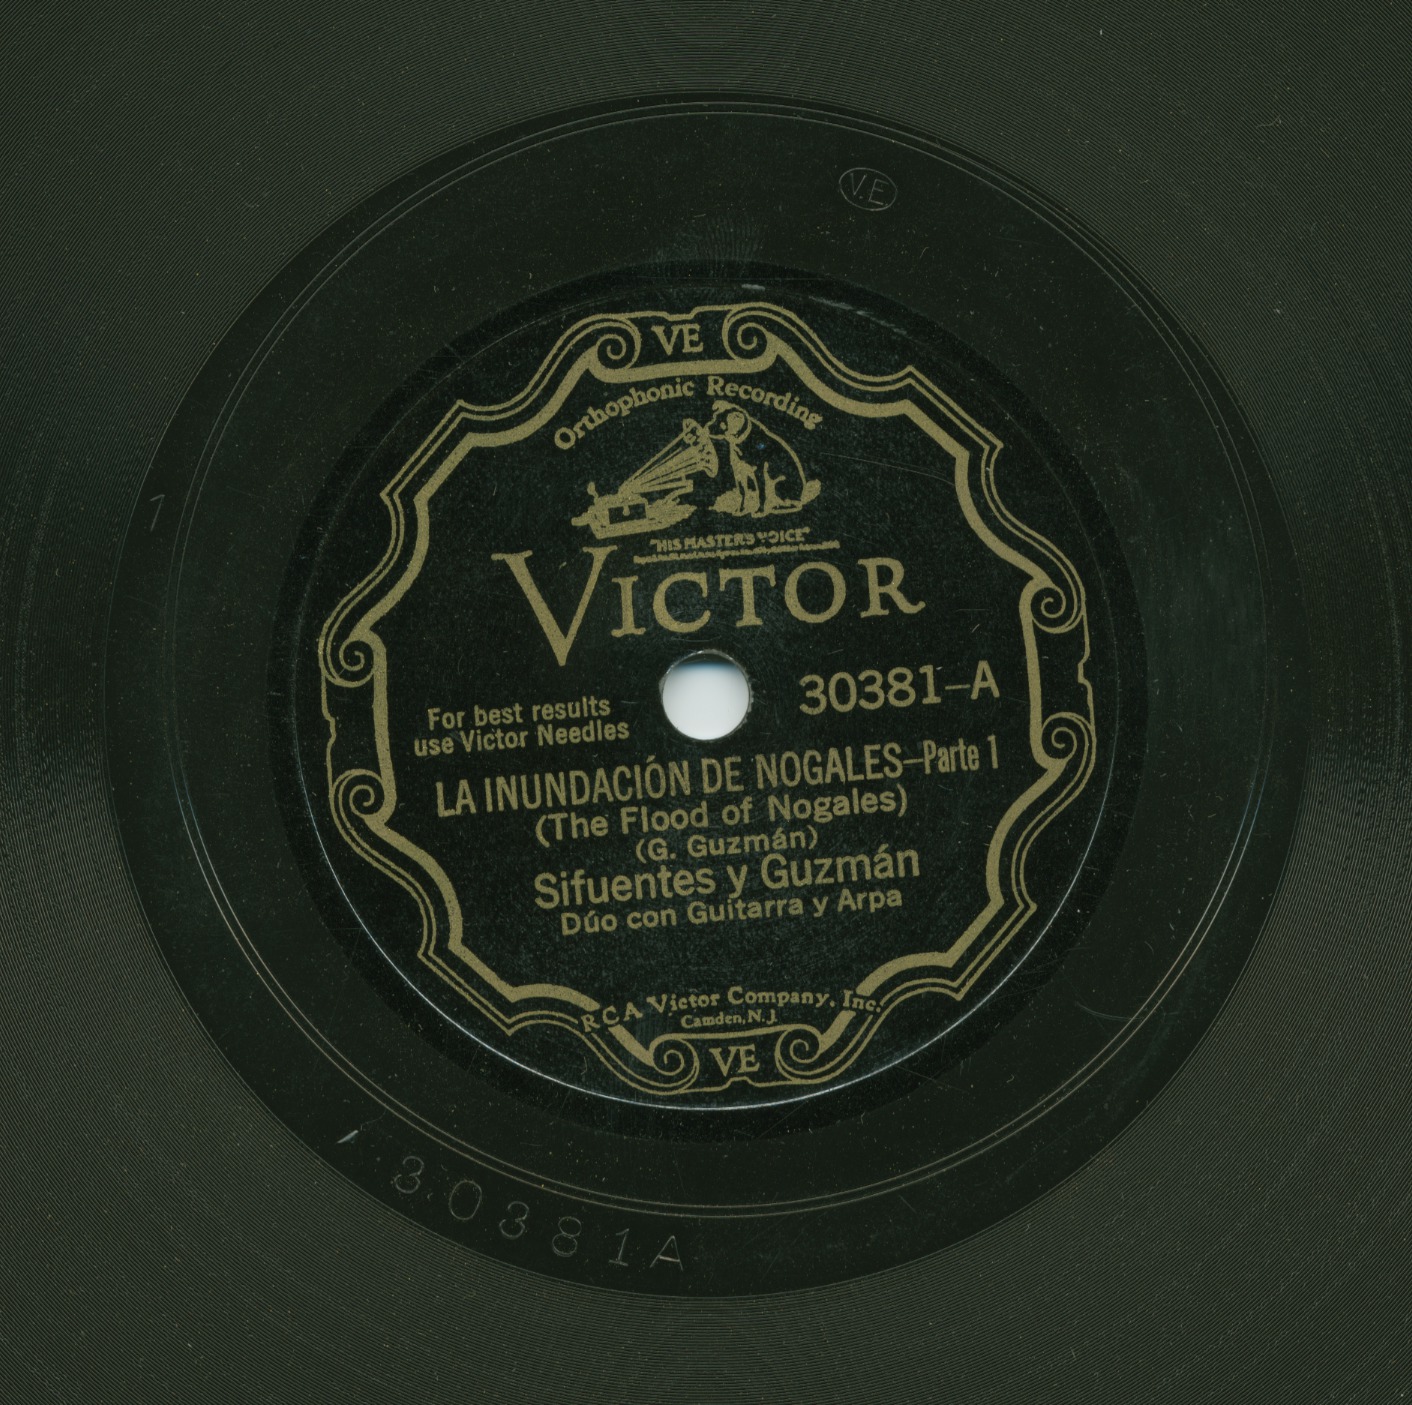 V.E
VE
Orthophonic Recording
"HIS MASTER'S VOICE"
VICTOR
30381-A
For best results
use Victor Needles
LA INUNDACIÓN DE NOGALES-Parte 1
(The Flood of Nogales)
(G. Guzmán)
Sifuentes y Guzmán
Dúo con Guitarra y Arpa
RCA Victor Company, Inc.
Camden, N.J.
VE
1
30381A